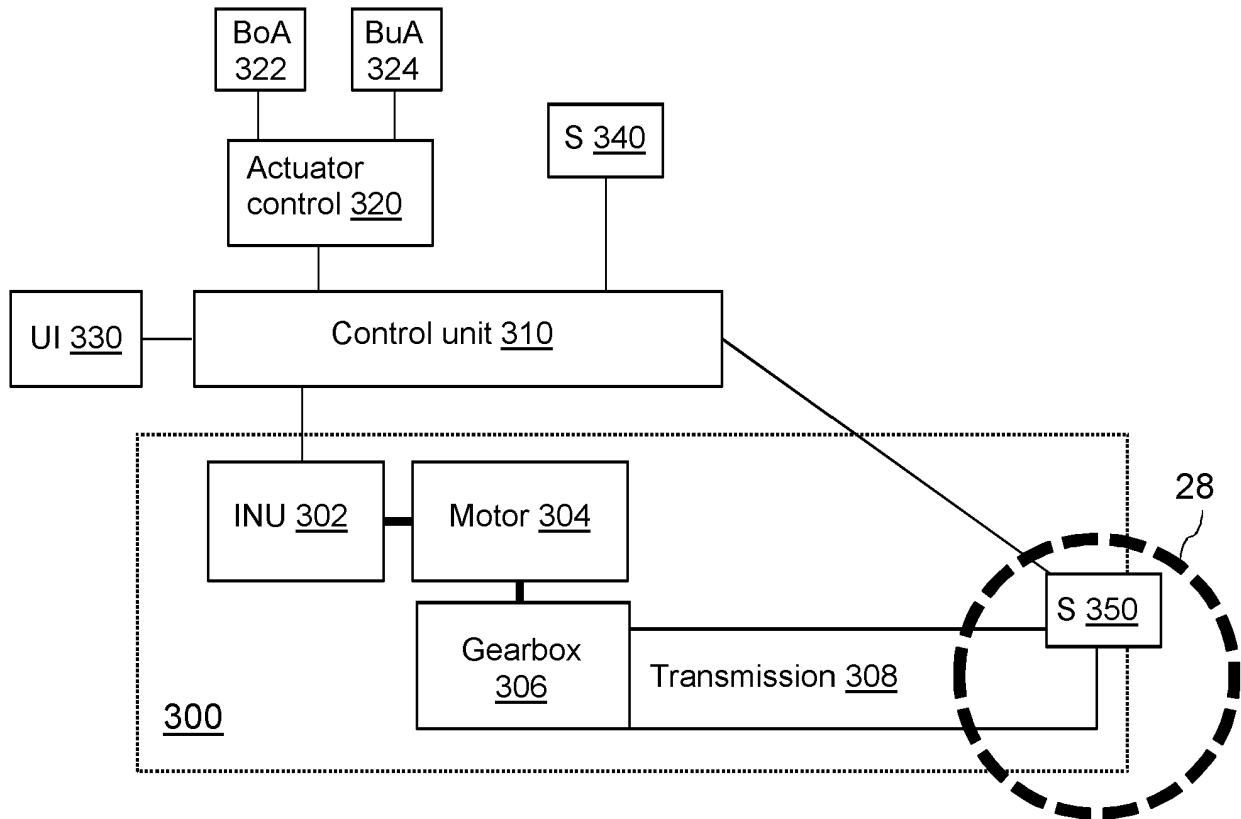 BoA
322
BuA
324
S 340
Actuator
control 320
UI 330
Control unit 310
INU 302
Motor 304
28
S 350
Gearbox
306
Transmission 308
300